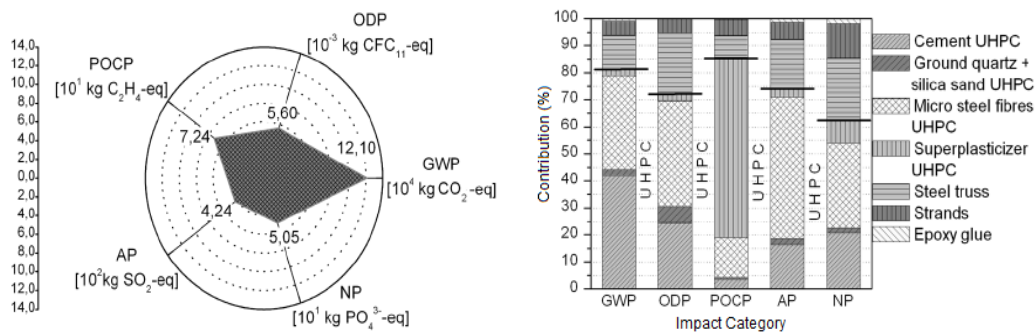 14,0
12,0
10,0
8,0
6,0
4,0
2,0
0,0
2,0
4,0
6,0
8,0
10,0
12,0
14,0
ODP
[10⁻³ kg CFC₁₁-eq]
POCP
[10¹ kg C₂H₄-eq]
5,60
7,24
12,10
GWP
[10⁴ kg CO₂-eq]
4,24
5,05
AP
[10²kg SO₂-eq]
NP
[10¹ kg PO₄³⁻-eq]
Contribution (%)
100
90
80
70
60
50
40
30
20
10
0
UHPC
UHPC
UHPC
UHPC
GWP
ODP
POCP
AP
NP
Impact Category
Cement UHPC
Ground quartz +
silica sand UHPC
Micro steel fibres
UHPC
Superplasticizer
UHPC
Steel truss
Strands
Epoxy glue